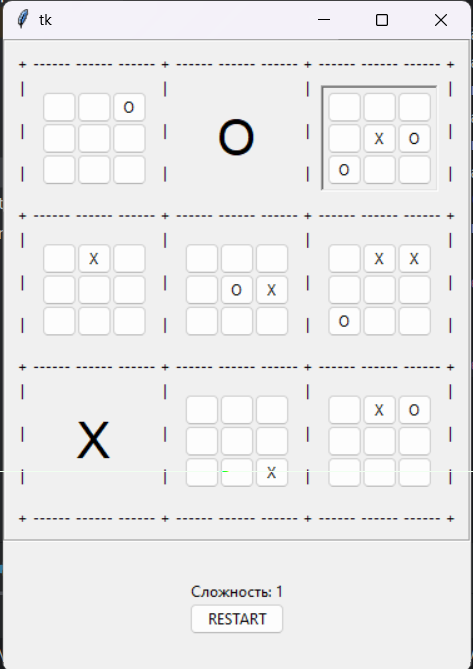 tk
+ ------ ------ ------ + ------ ------ ------ + ------ ------ ------ +
| | | |
O
| O | X O |
| O | | |
+ ------ ------ ------ + ------ ------ ------ + ------ ------ ------ +
| X | | X X |
| | O X | |
| | | O |
+ ------ ------ ------ + ------ ------ ------ + ------ ------ ------ +
| | | X O |
X
| | | |
| | X | |
+ ------ ------ ------ + ------ ------ ------ + ------ ------ ------ +
Сложность: 1
RESTART